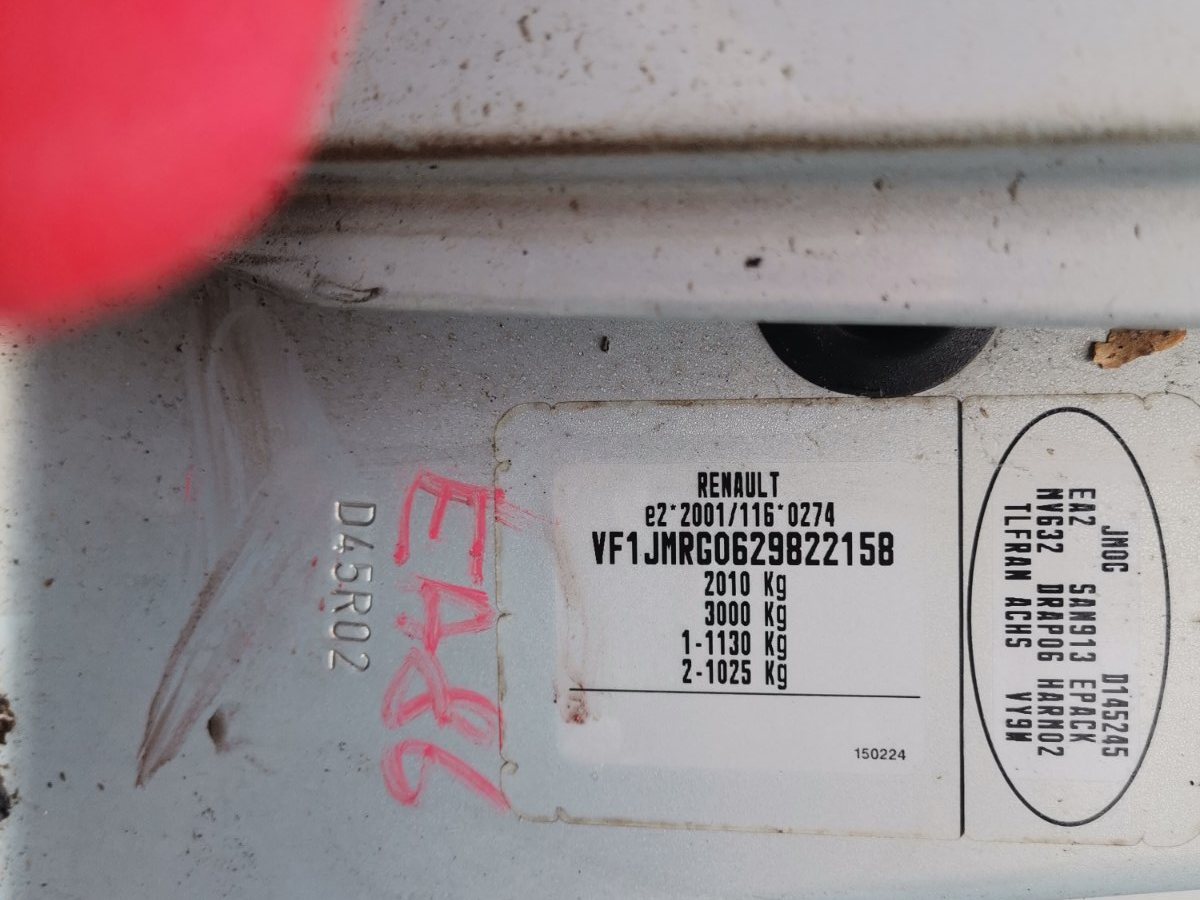 RENAULT
e2*2001/116*0274
VF1JMRG0629822158
2010 Kg
3000 Kg
1-1130 Kg
2-1025 Kg
150224
JM0C D145245
EA2 SAN913 EPACK
NV632 DRAP06 HARM02
TLFRAN ACHS VY9W
EA86
D45R02